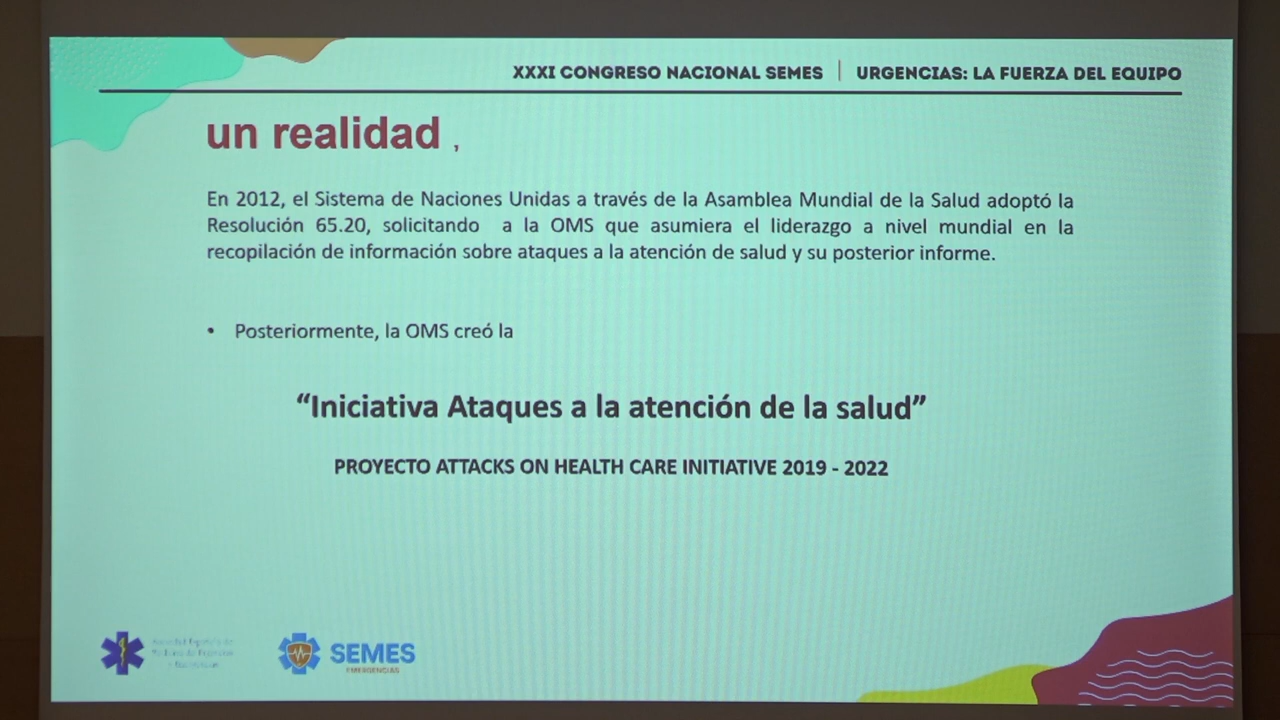 XXXI CONGRESO NACIONAL SEMES | URGENCIAS: LA FUERZA DEL EQUIPO
un realidad ,
En 2012, el Sistema de Naciones Unidas a través de la Asamblea Mundial de la Salud adoptó la
Resolución 65.20, solicitando a la OMS que asumiera el liderazgo a nivel mundial en la
recopilación de información sobre ataques a la atención de salud y su posterior informe.
• Posteriormente, la OMS creó la
“Iniciativa Ataques a la atención de la salud”
PROYECTO ATTACKS ON HEALTH CARE INITIATIVE 2019 - 2022
SEMES
EMERGENCIAS